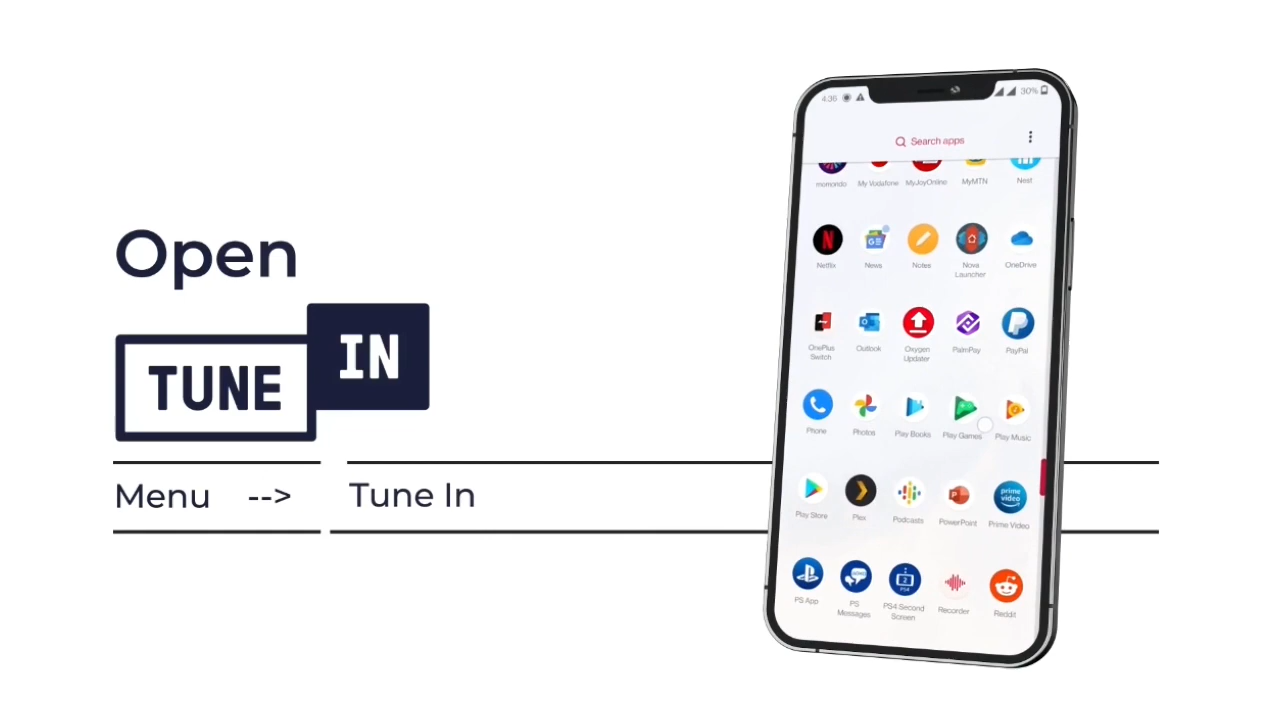 Open
TUNE IN
Menu --> Tune In
4:36 30%
Search apps
momondo My Vodafone MyJoyOnline MyMTN Nest
Netflix News Notes Nova Launcher OneDrive
OnePlus Switch Outlook Oxygen Updater PalmPay PayPal
Phone Photos Play Books Play Games Play Music
Play Store Plex Podcasts PowerPoint Prime Video
prime video
PS App PS Messages PS4 Second Screen Recorder Reddit